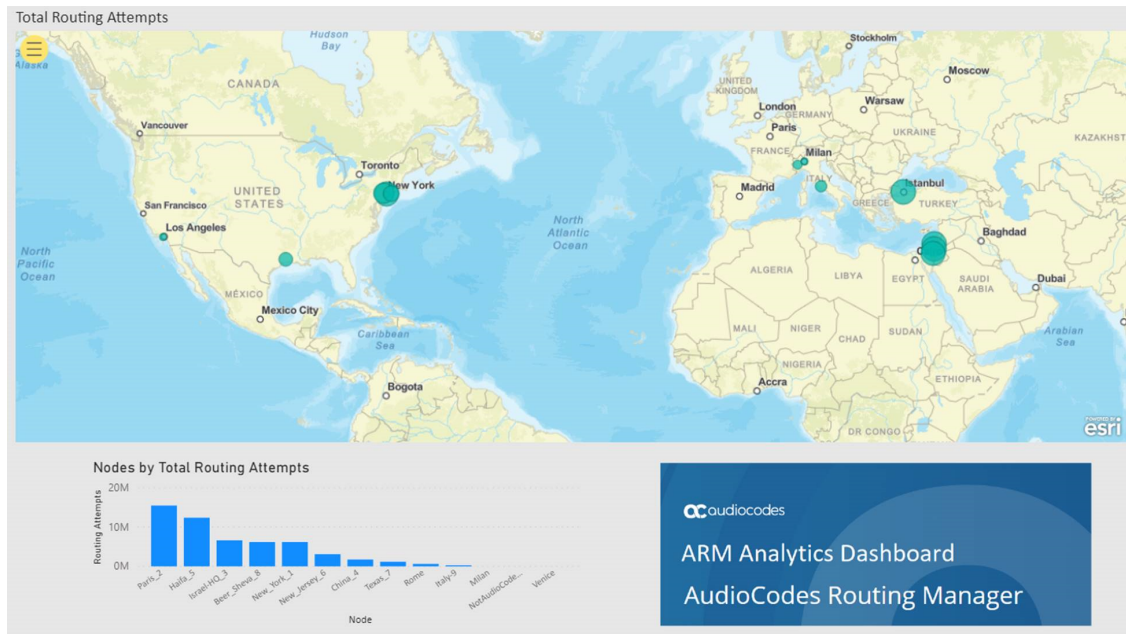 Total Routing Attempts
Hudson
Bay
Alaska
CANADA
Vancouver
Toronto
New York
UNITED
STATES
San Francisco
Los Angeles
North
Pacific
Ocean
MÉXICO
Mexico City
Caribbean
Sea
Bogota
North
Atlantic
Ocean
Stockholm
Moscow
UNITED
KINGDOM
London
Warsaw
GERMANY
Paris
UKRAINE
KAZAKHST
FRANCE
Milan
ITALY
Istanbul
Madrid
GREECE
TURKEY
Baghdad
ALGERIA
LIBYA
EGYPT
SAUDI
ARABIA
Dubai
MALI
NIGER
CHAD
SUDAN
Arabian
Sea
NIGERIA
Accra
ETHIOPIA
DR CONGO
POWERED BY
esri
Nodes by Total Routing Attempts
Routing Attempts
20M
10M
0M
Paris_2
Haifa_5
Israel-HQ_3
Beer_Sheva_8
New_York_1
New_Jersey_6
China_4
Texas_7
Rome
Italy-9
Milan
NotAudioCode...
Venice
Node
audiocodes
ARM Analytics Dashboard
AudioCodes Routing Manager